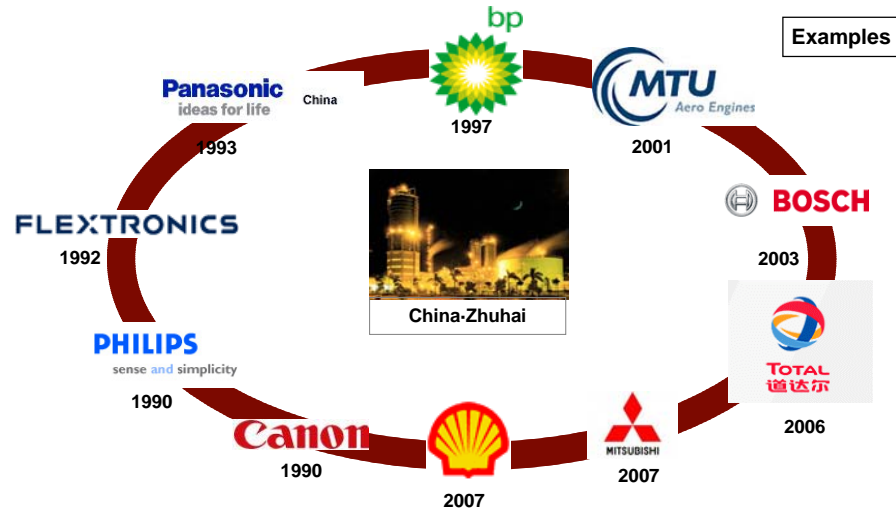 Examples
bp
1997
MTU
Aero Engines
2001
BOSCH
2003
TOTAL
道达尔
2006
MITSUBISHI
2007
2007
Canon
1990
PHILIPS
sense and simplicity
1990
FLEXTRONICS
1992
Panasonic
ideas for life
China
1993
China·Zhuhai